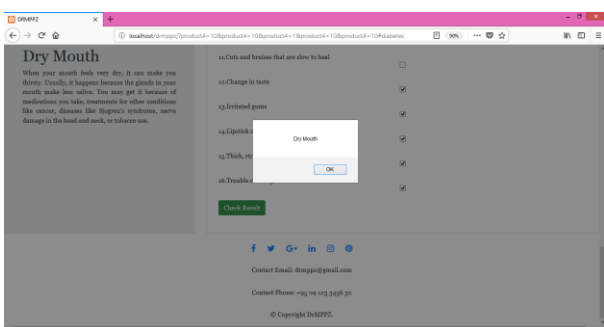 DRMPPZ
localhost/drmppz/?product4=10&product4=10&product4=1&product4=10&product4=10#diabetes
90%
Dry Mouth
When your mouth feels very dry, it can make you
thirsty. Usually, it happens because the glands in your
mouth make less saliva. You may get it because of
medications you take, treatments for other conditions
like cancer, diseases like Sjogren's syndrome, nerve
damage in the head and neck, or tobacco use.
11.Cuts and bruises that are slow to heal
12.Change in taste
13.Irritated gums
14.Lipstick
15.Thick,
16.Trouble
Dry Mouth
OK
Check Result
Contact Email: drmppz@gmail.com
Contact Phone: +95 09 123 3456 32
© Copyright DrMPPZ.